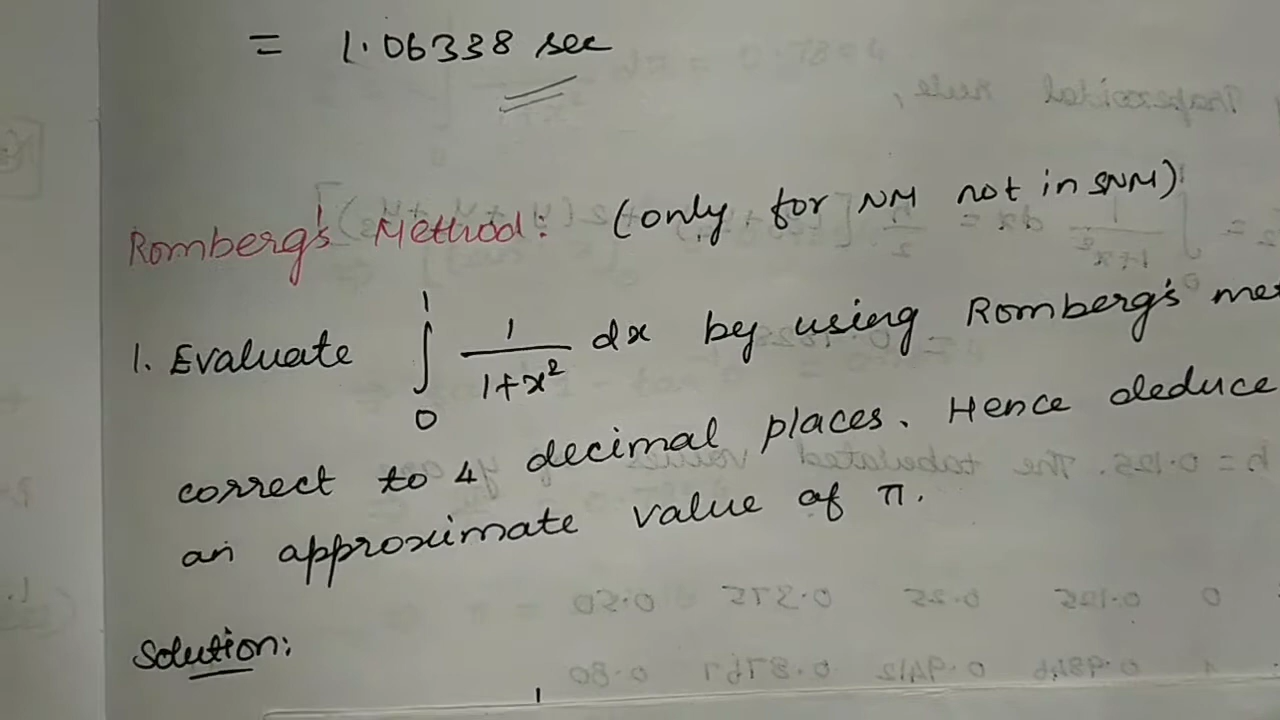 = 1.06338 sec
Romberg's Method: (only for NM not in SNM)
1. Evaluate ∫₀¹ 1/(1+x²) dx by using Romberg's me
correct to 4 decimal places. Hence deduce
an approximate value of π.
Solution: